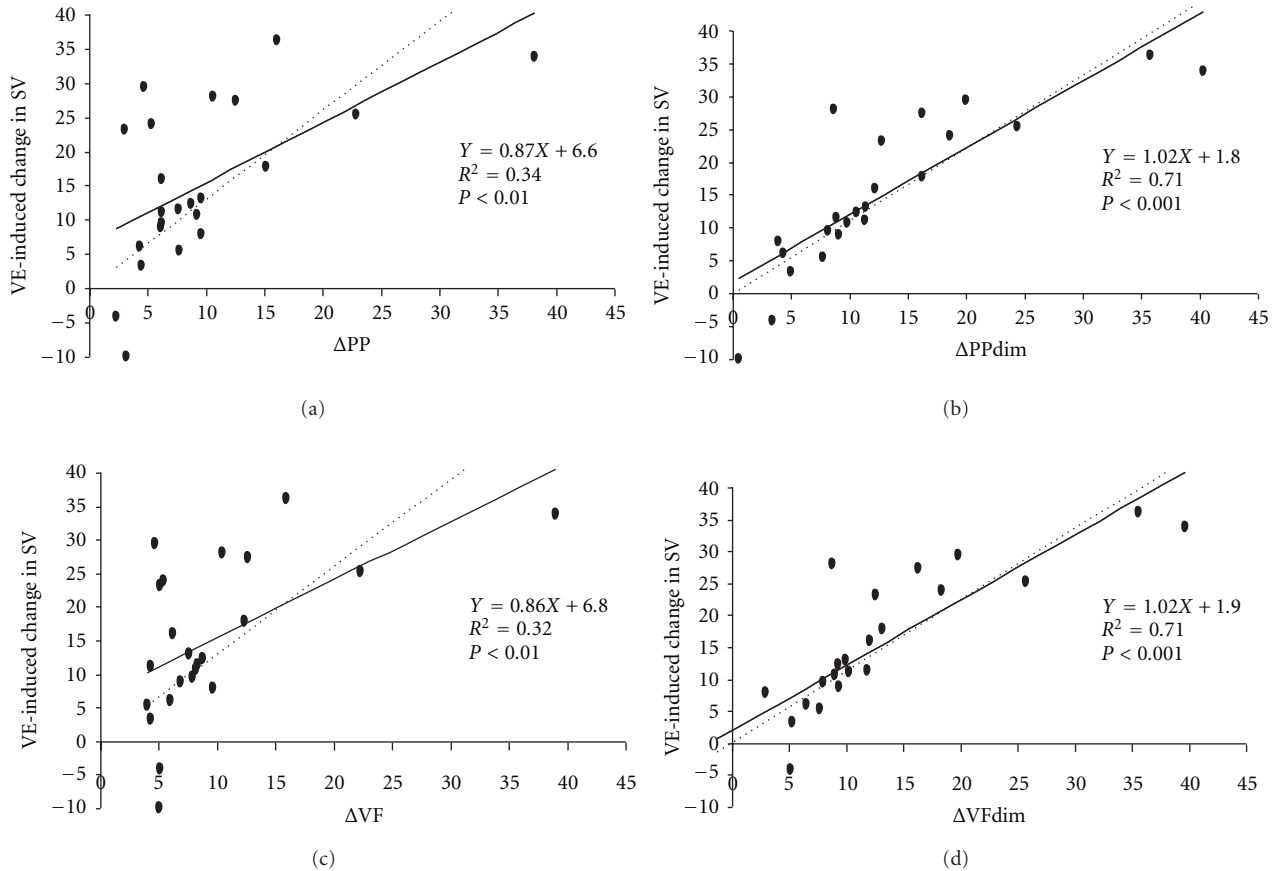 40
35
30
25
20
15
10
5
0
−5
−10
0 5 10 15 20 25 30 35 40 45
VE-induced change in SV
ΔPP
Y = 0.87X + 6.6
R² = 0.34
P < 0.01
(a)
40
35
30
25
20
15
10
5
0
−5
−10
0 5 10 15 20 25 30 35 40 45
VE-induced change in SV
ΔPPdim
Y = 1.02X + 1.8
R² = 0.71
P < 0.001
(b)
40
35
30
25
20
15
10
5
0
−5
−10
0 5 10 15 20 25 30 35 40 45
VE-induced change in SV
ΔVF
Y = 0.86X + 6.8
R² = 0.32
P < 0.01
(c)
40
35
30
25
20
15
10
5
0
−5
−10
0 5 10 15 20 25 30 35 40 45
VE-induced change in SV
ΔVFdim
Y = 1.02X + 1.9
R² = 0.71
P < 0.001
(d)